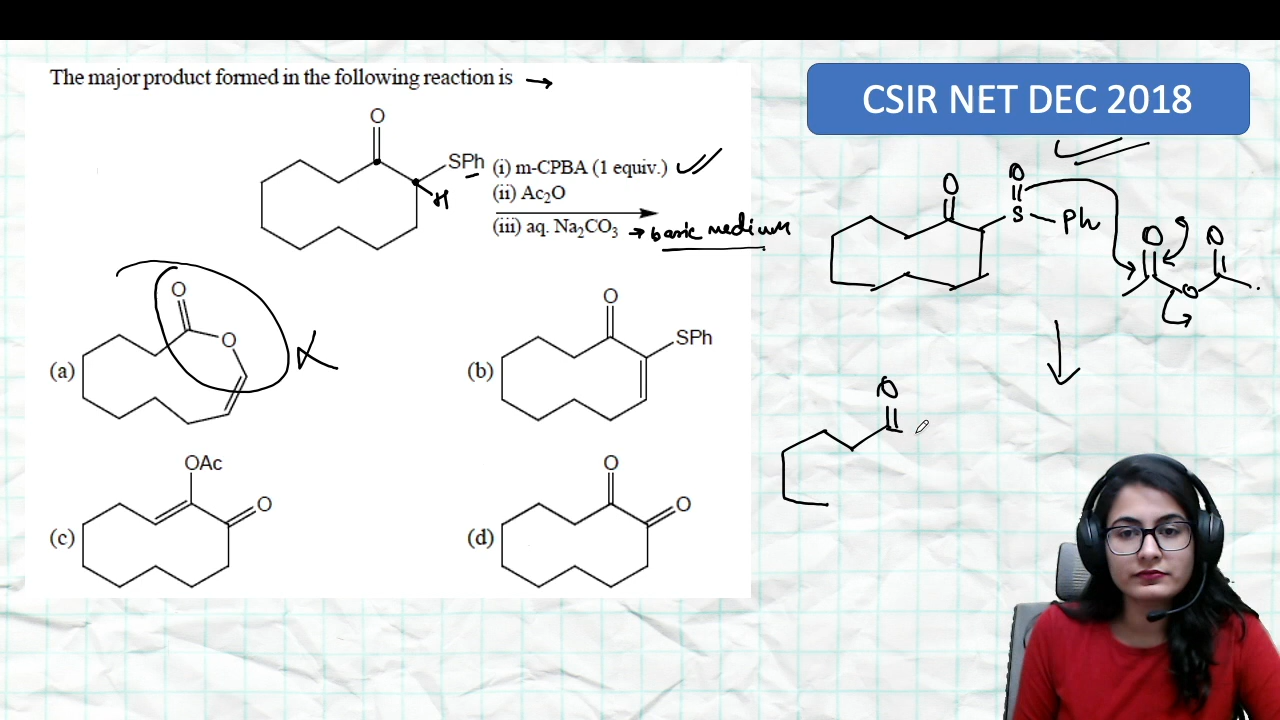 The major product formed in the following reaction is →
CSIR NET DEC 2018
O
SPh
H
(i) m-CPBA (1 equiv.)
(ii) Ac₂O
(iii) aq. Na₂CO₃ → basic medium
O
O
S
Ph
O
O
O
(a)
O
O
(b)
O
SPh
O
(c)
OAc
O
(d)
O
O